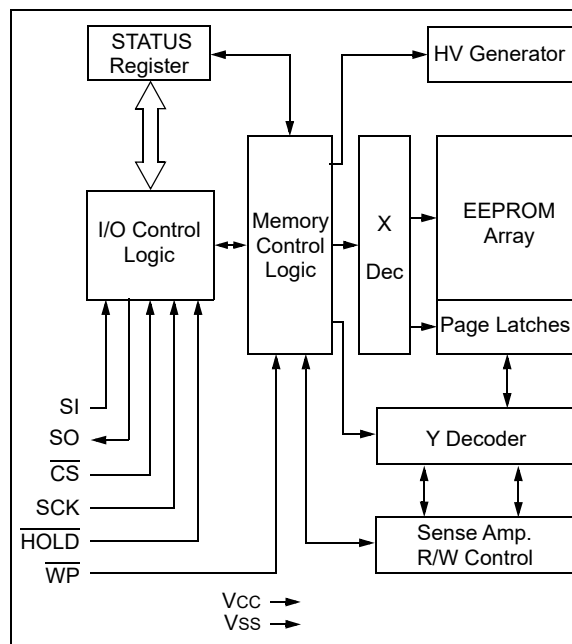 STATUS
Register
HV Generator
I/O Control
Logic
Memory
Control
Logic
X
Dec
EEPROM
Array
Page Latches
Y Decoder
Sense Amp.
R/W Control
SI
SO
CS
SCK
HOLD
WP
VCC
VSS